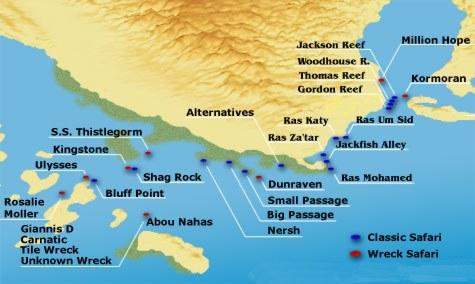 Jackson Reef
Million Hope
Woodhouse R.
Thomas Reef
Kormoran
Gordon Reef
Alternatives
Ras Katy
Ras Um Sid
S.S. Thistlegorm
Ras Za'tar
Jackfish Alley
Kingstone
Ulysses
Shag Rock
Dunraven
Ras Mohamed
Bluff Point
Small Passage
Rosalie
Moller
Big Passage
Abou Nahas
Nersh
Giannis D
Carnatic
Tile Wreck
Unknown Wreck
Classic Safari
Wreck Safari